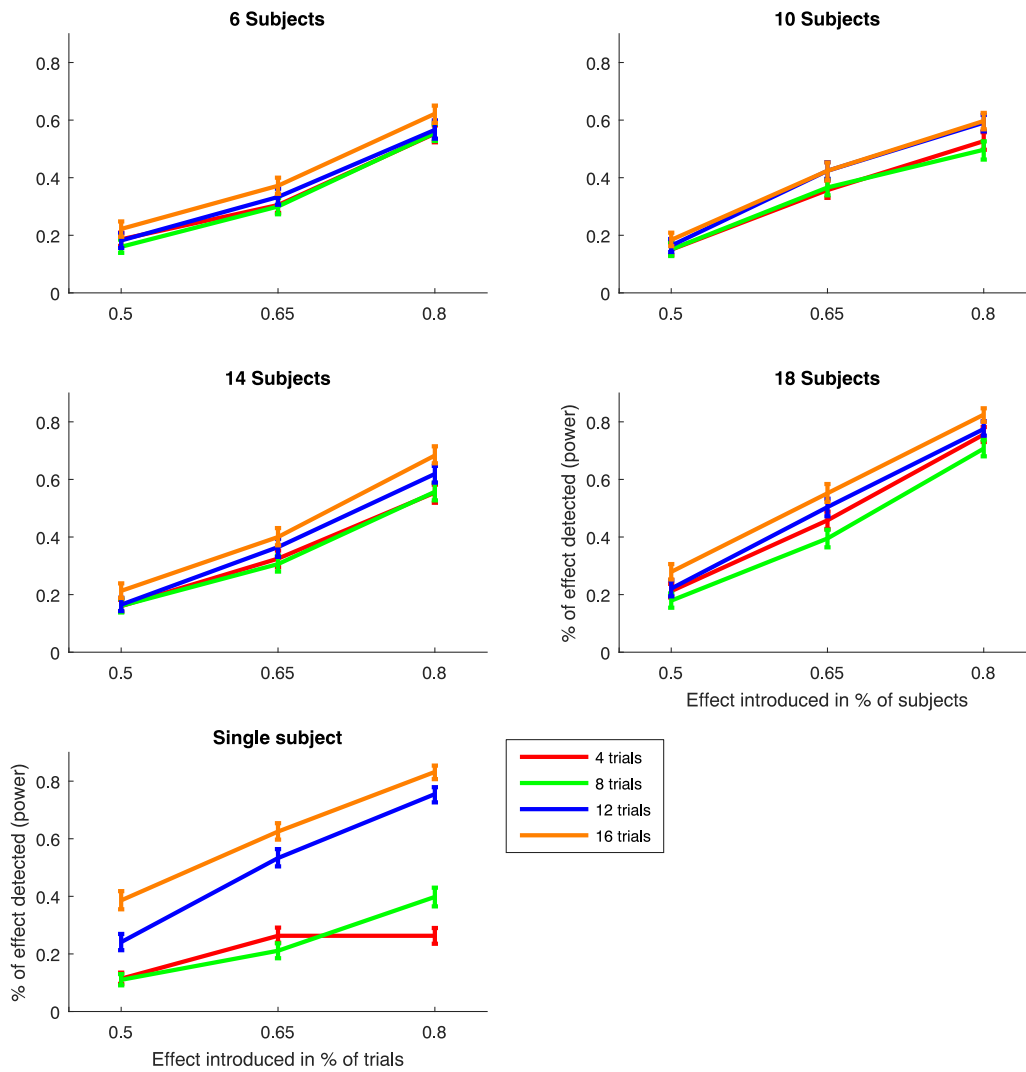 6 Subjects
0.8
0.6
0.4
0.2
0
0.5 0.65 0.8
10 Subjects
0.8
0.6
0.4
0.2
0
0.5 0.65 0.8
14 Subjects
0.8
0.6
0.4
0.2
0
0.5 0.65 0.8
18 Subjects
% of effect detected (power)
0.8
0.6
0.4
0.2
0
0.5 0.65 0.8
Effect introduced in % of subjects
Single subject
% of effect detected (power)
0.8
0.6
0.4
0.2
0
0.5 0.65 0.8
Effect introduced in % of trials
4 trials
8 trials
12 trials
16 trials